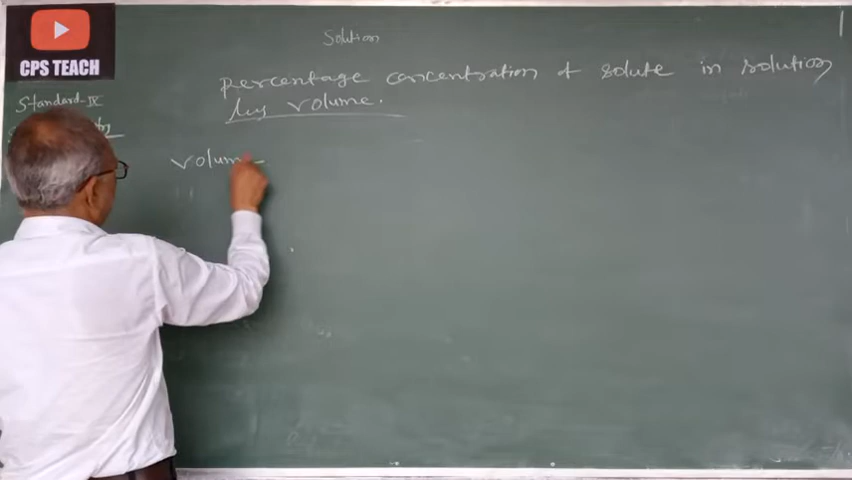 CPS TEACH
Solution
percentage concentration of solute in solution
by volume.
Standard-IX
volume